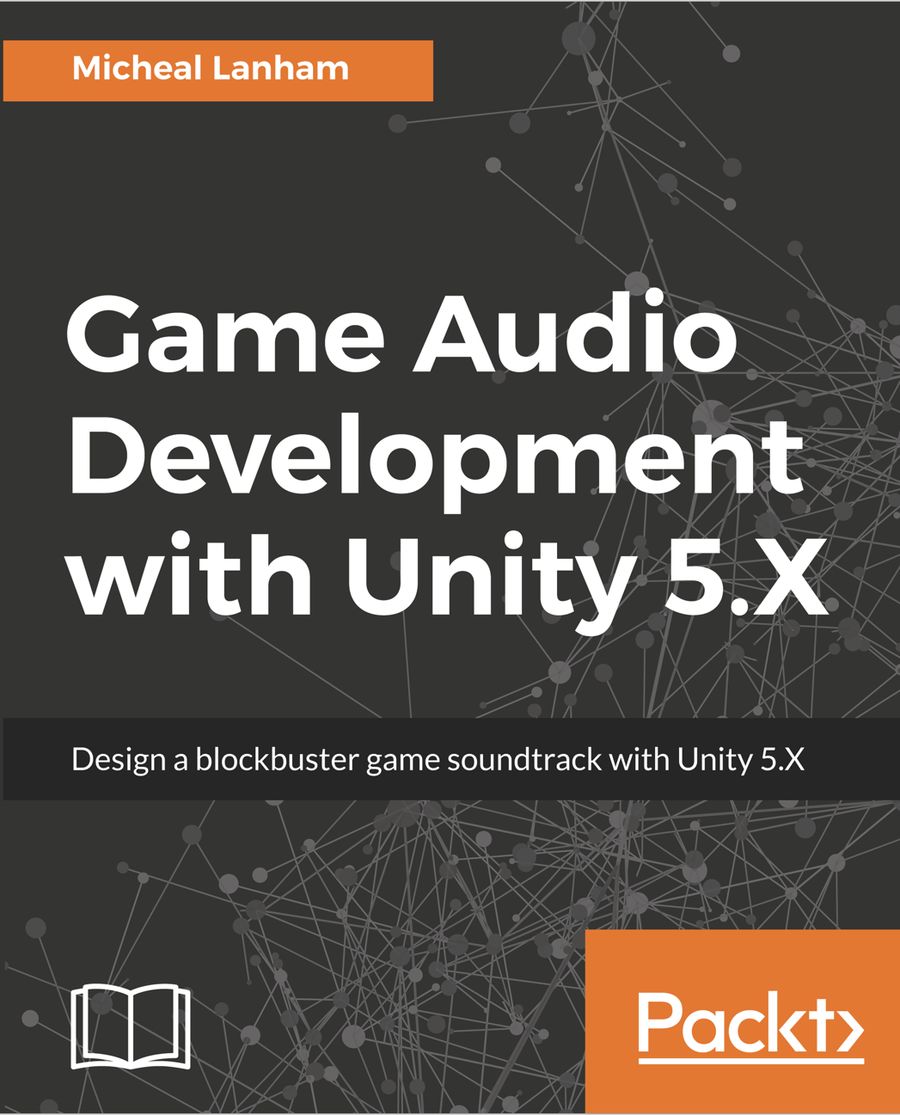 Micheal Lanham
Game Audio
Development
with Unity 5.X
Design a blockbuster game soundtrack with Unity 5.X
Packt>